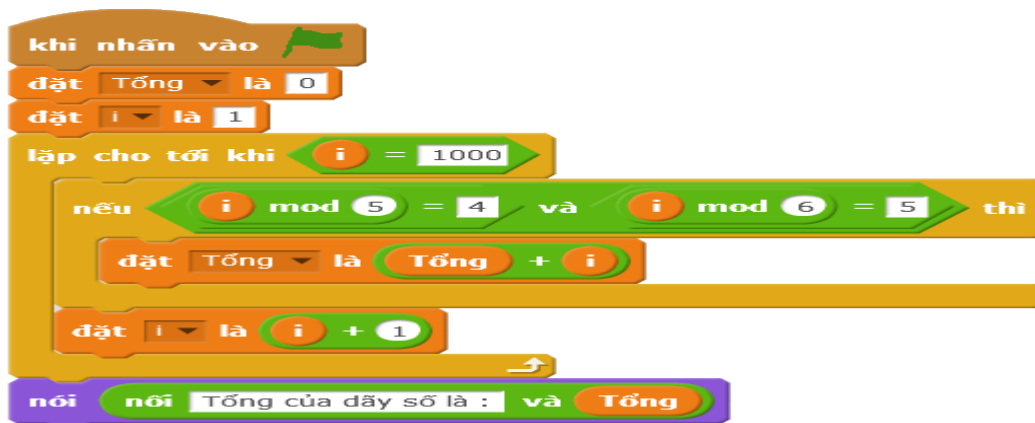 khi nhấn vào
đặt Tổng là 0
đặt i là 1
lặp cho tới khi i = 1000
nếu i mod 5 = 4 và i mod 6 = 5 thì
đặt Tổng là Tổng + i
đặt i là i + 1
nói nối Tổng của dãy số là : và Tổng